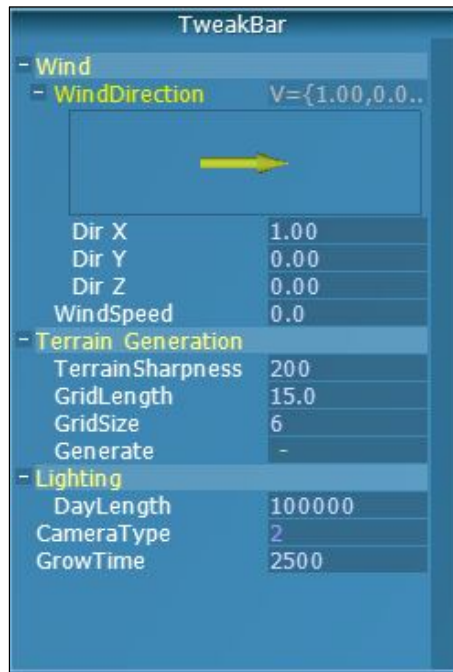 TweakBar
- Wind
- WindDirection V={1.00,0.0..
Dir X 1.00
Dir Y 0.00
Dir Z 0.00
WindSpeed 0.0
- Terrain Generation
TerrainSharpness 200
GridLength 15.0
GridSize 6
Generate -
- Lighting
DayLength 100000
CameraType 2
GrowTime 2500